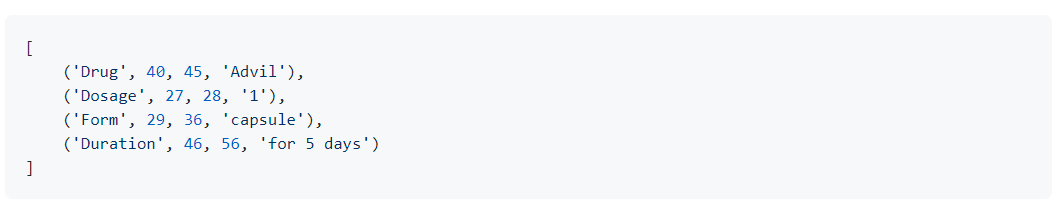 [
    ('Drug', 40, 45, 'Advil'),
    ('Dosage', 27, 28, '1'),
    ('Form', 29, 36, 'capsule'),
    ('Duration', 46, 56, 'for 5 days')
]